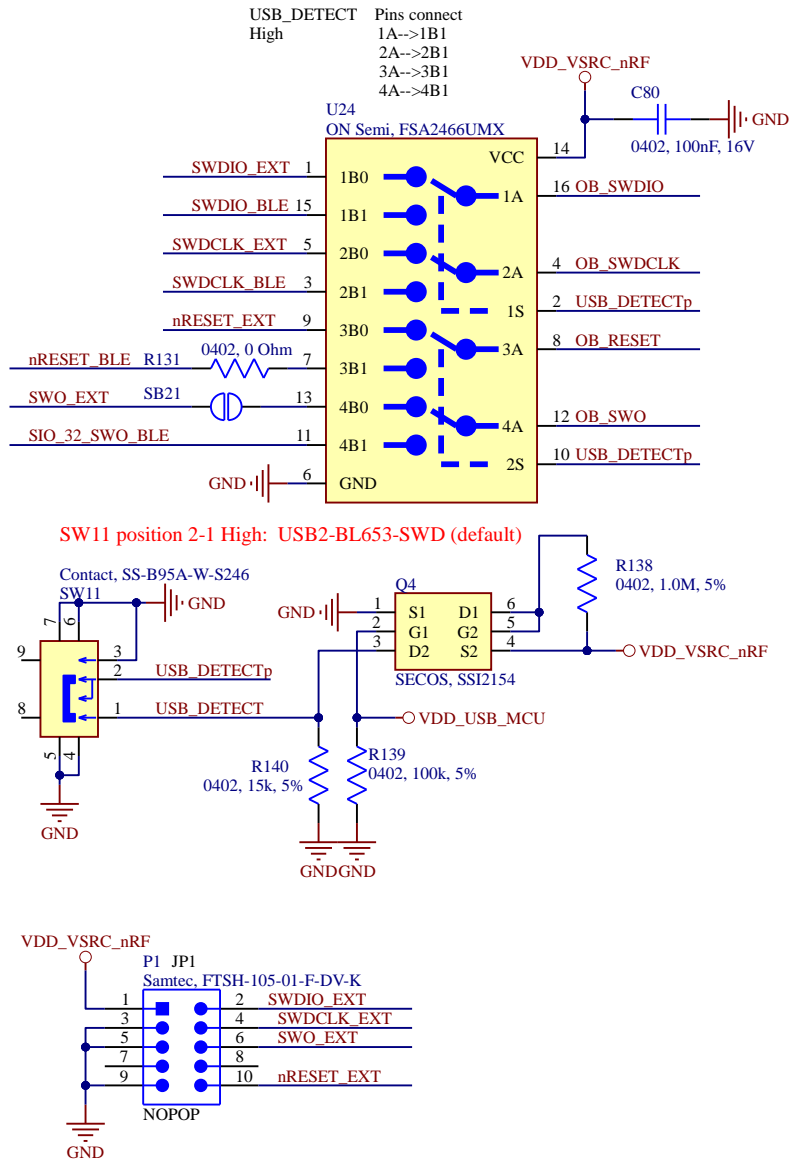 USB_DETECT Pins connect
High 1A-->1B1
2A-->2B1
3A-->3B1
4A-->4B1
VDD_VSRC_nRF
C80
GND
0402, 100nF, 16V
U24
ON Semi, FSA2466UMX
VCC 14
SWDIO_EXT 1 1B0
1A 16 OB_SWDIO
SWDIO_BLE 15 1B1
SWDCLK_EXT 5 2B0
2A 4 OB_SWDCLK
SWDCLK_BLE 3 2B1
1S 2 USB_DETECTp
nRESET_EXT 9 3B0
3A 8 OB_RESET
0402, 0 Ohm
nRESET_BLE R131 7 3B1
SWO_EXT SB21 13 4B0
4A 12 OB_SWO
SIO_32_SWO_BLE 11 4B1
2S 10 USB_DETECTp
GND 6 GND
SW11 position 2-1 High: USB2-BL653-SWD (default)
Contact, SS-B95A-W-S246
SW11
GND
7 6
9 3
2 USB_DETECTp
8 1 USB_DETECT
5 4
GND
Q4
GND 1 S1 D1 6
2 G1 G2 5
3 D2 S2 4
SECOS, SSI2154
R138
0402, 1.0M, 5%
VDD_VSRC_nRF
VDD_USB_MCU
R140
0402, 15k, 5%
R139
0402, 100k, 5%
GND GND
VDD_VSRC_nRF
P1 JP1
Samtec, FTSH-105-01-F-DV-K
1 2 SWDIO_EXT
3 4 SWDCLK_EXT
5 6 SWO_EXT
7 8
9 10 nRESET_EXT
NOPOP
GND